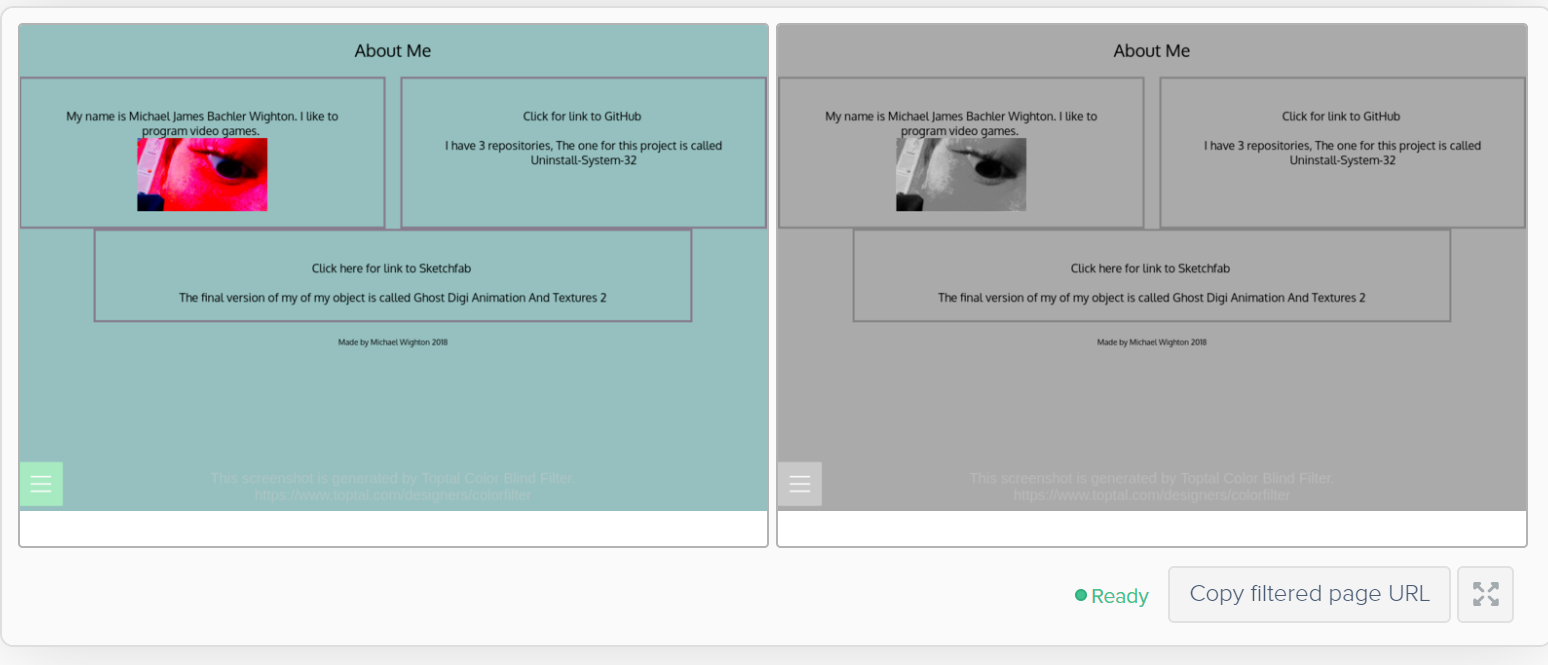 About Me
My name is Michael James Bachler Wighton. I like to
program video games.
Click for link to GitHub
I have 3 repositories, The one for this project is called
Uninstall-System-32
Click here for link to Sketchfab
The final version of my of my object is called Ghost Digi Animation And Textures 2
Made by Michael Wighton 2018
This screenshot is generated by Toptal Color Blind Filter.
https://www.toptal.com/designers/colorfilter
About Me
My name is Michael James Bachler Wighton. I like to
program video games.
Click for link to GitHub
I have 3 repositories, The one for this project is called
Uninstall-System-32
Click here for link to Sketchfab
The final version of my of my object is called Ghost Digi Animation And Textures 2
Made by Michael Wighton 2018
This screenshot is generated by Toptal Color Blind Filter.
https://www.toptal.com/designers/colorfilter
Ready
Copy filtered page URL